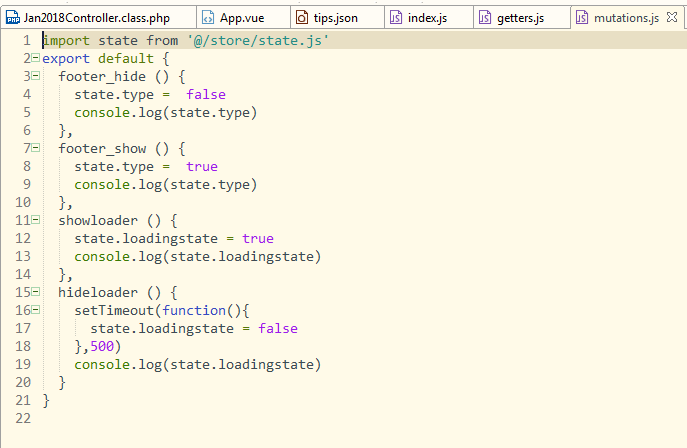 Jan2018Controller.class.php App.vue tips.json index.js getters.js mutations.js
1 import state from '@/store/state.js'
2 export default {
3 footer_hide () {
4 state.type =  false
5 console.log(state.type)
6 },
7 footer_show () {
8 state.type =  true
9 console.log(state.type)
10 },
11 showloader () {
12 state.loadingstate = true
13 console.log(state.loadingstate)
14 },
15 hideloader () {
16 setTimeout(function(){
17 state.loadingstate = false
18 },500)
19 console.log(state.loadingstate)
20 }
21 }
22